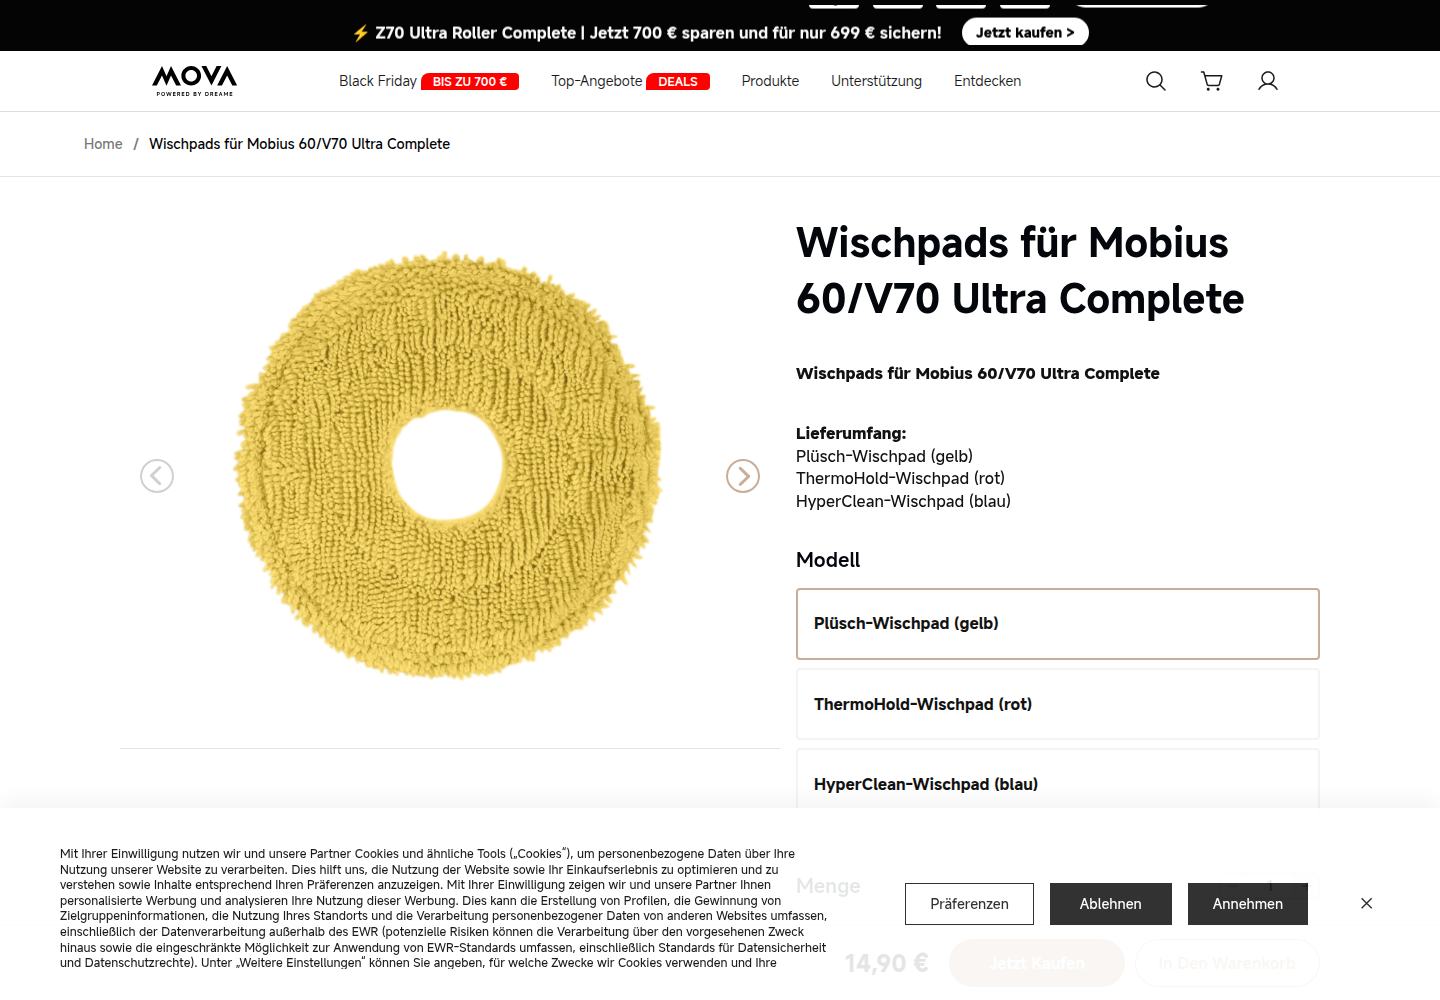 ⚡ Z70 Ultra Roller Complete | Jetzt 700 € sparen und für nur 699 € sichern! Jetzt kaufen >
MOVA
POWERED BY DREAME
Black Friday BIS ZU 700 € Top-Angebote DEALS Produkte Unterstützung Entdecken
Home / Wischpads für Mobius 60/V70 Ultra Complete
Wischpads für Mobius
60/V70 Ultra Complete
Wischpads für Mobius 60/V70 Ultra Complete
Lieferumfang:
Plüsch-Wischpad (gelb)
ThermoHold-Wischpad (rot)
HyperClean-Wischpad (blau)
Modell
Plüsch-Wischpad (gelb)
ThermoHold-Wischpad (rot)
HyperClean-Wischpad (blau)
Mit Ihrer Einwilligung nutzen wir und unsere Partner Cookies und ähnliche Tools („Cookies“), um personenbezogene Daten über Ihre
Nutzung unserer Website zu verarbeiten. Dies hilft uns, die Nutzung der Website sowie Ihr Einkaufserlebnis zu optimieren und zu
verstehen sowie Inhalte entsprechend Ihren Präferenzen anzuzeigen. Mit Ihrer Einwilligung zeigen wir und unsere Partner Ihnen
personalisierte Werbung und analysieren Ihre Nutzung dieser Werbung. Dies kann die Erstellung von Profilen, die Gewinnung von
Zielgruppeninformationen, die Nutzung Ihres Standorts und die Verarbeitung personenbezogener Daten von anderen Websites umfassen,
einschließlich der Datenverarbeitung außerhalb des EWR (potenzielle Risiken können die Verarbeitung über den vorgesehenen Zweck
hinaus sowie die eingeschränkte Möglichkeit zur Anwendung von EWR-Standards umfassen, einschließlich Standards für Datensicherheit
und Datenschutzrechte). Unter „Weitere Einstellungen“ können Sie angeben, für welche Zwecke wir Cookies verwenden und Ihre
Menge
Präferenzen Ablehnen Annehmen
14,90 € Jetzt Kaufen In Den Warenkorb